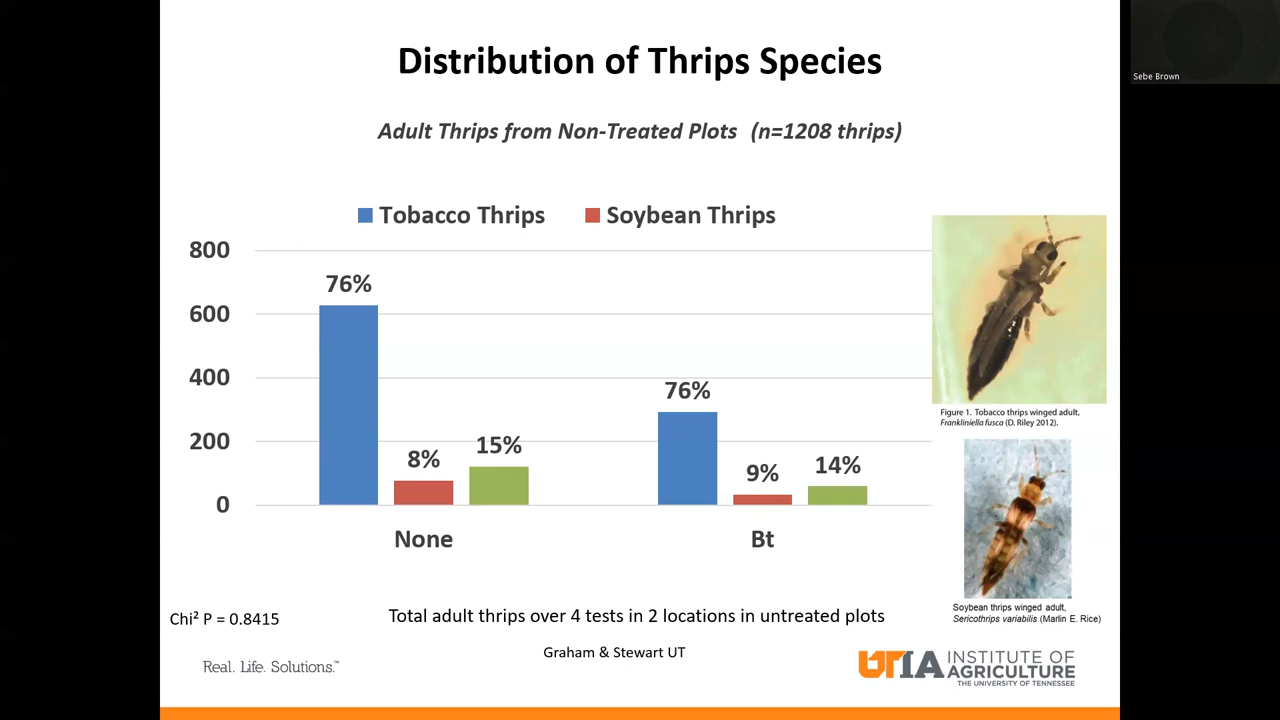 Distribution of Thrips Species
Sebe Brown
Adult Thrips from Non-Treated Plots (n=1208 thrips)
Tobacco Thrips
Soybean Thrips
800
600
400
200
0
76%
8%
15%
76%
9%
14%
None
Bt
Figure 1. Tobacco thrips winged adult,
Frankliniella fusca (D. Riley 2012).
Soybean thrips winged adult,
Sericothrips variabilis (Marlin E. Rice)
Chi² P = 0.8415
Total adult thrips over 4 tests in 2 locations in untreated plots
Graham & Stewart UT
Real. Life. Solutions.™
UTIA INSTITUTE OF
AGRICULTURE
THE UNIVERSITY OF TENNESSEE